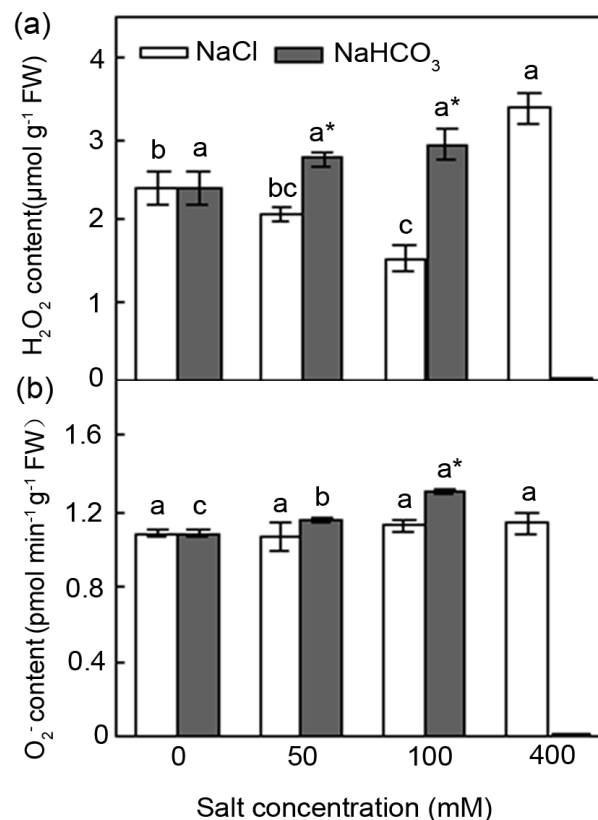 (a)
NaCl NaHCO₃
H₂O₂ content(μmol g⁻¹ FW)
4
3
2
1
0
b a bc a* c a* a
(b)
O₂⁻ content (pmol min⁻¹ g⁻¹ FW）
1.6
1.2
0.8
0.4
0
a c a b a a* a
0 50 100 400
Salt concentration (mM)